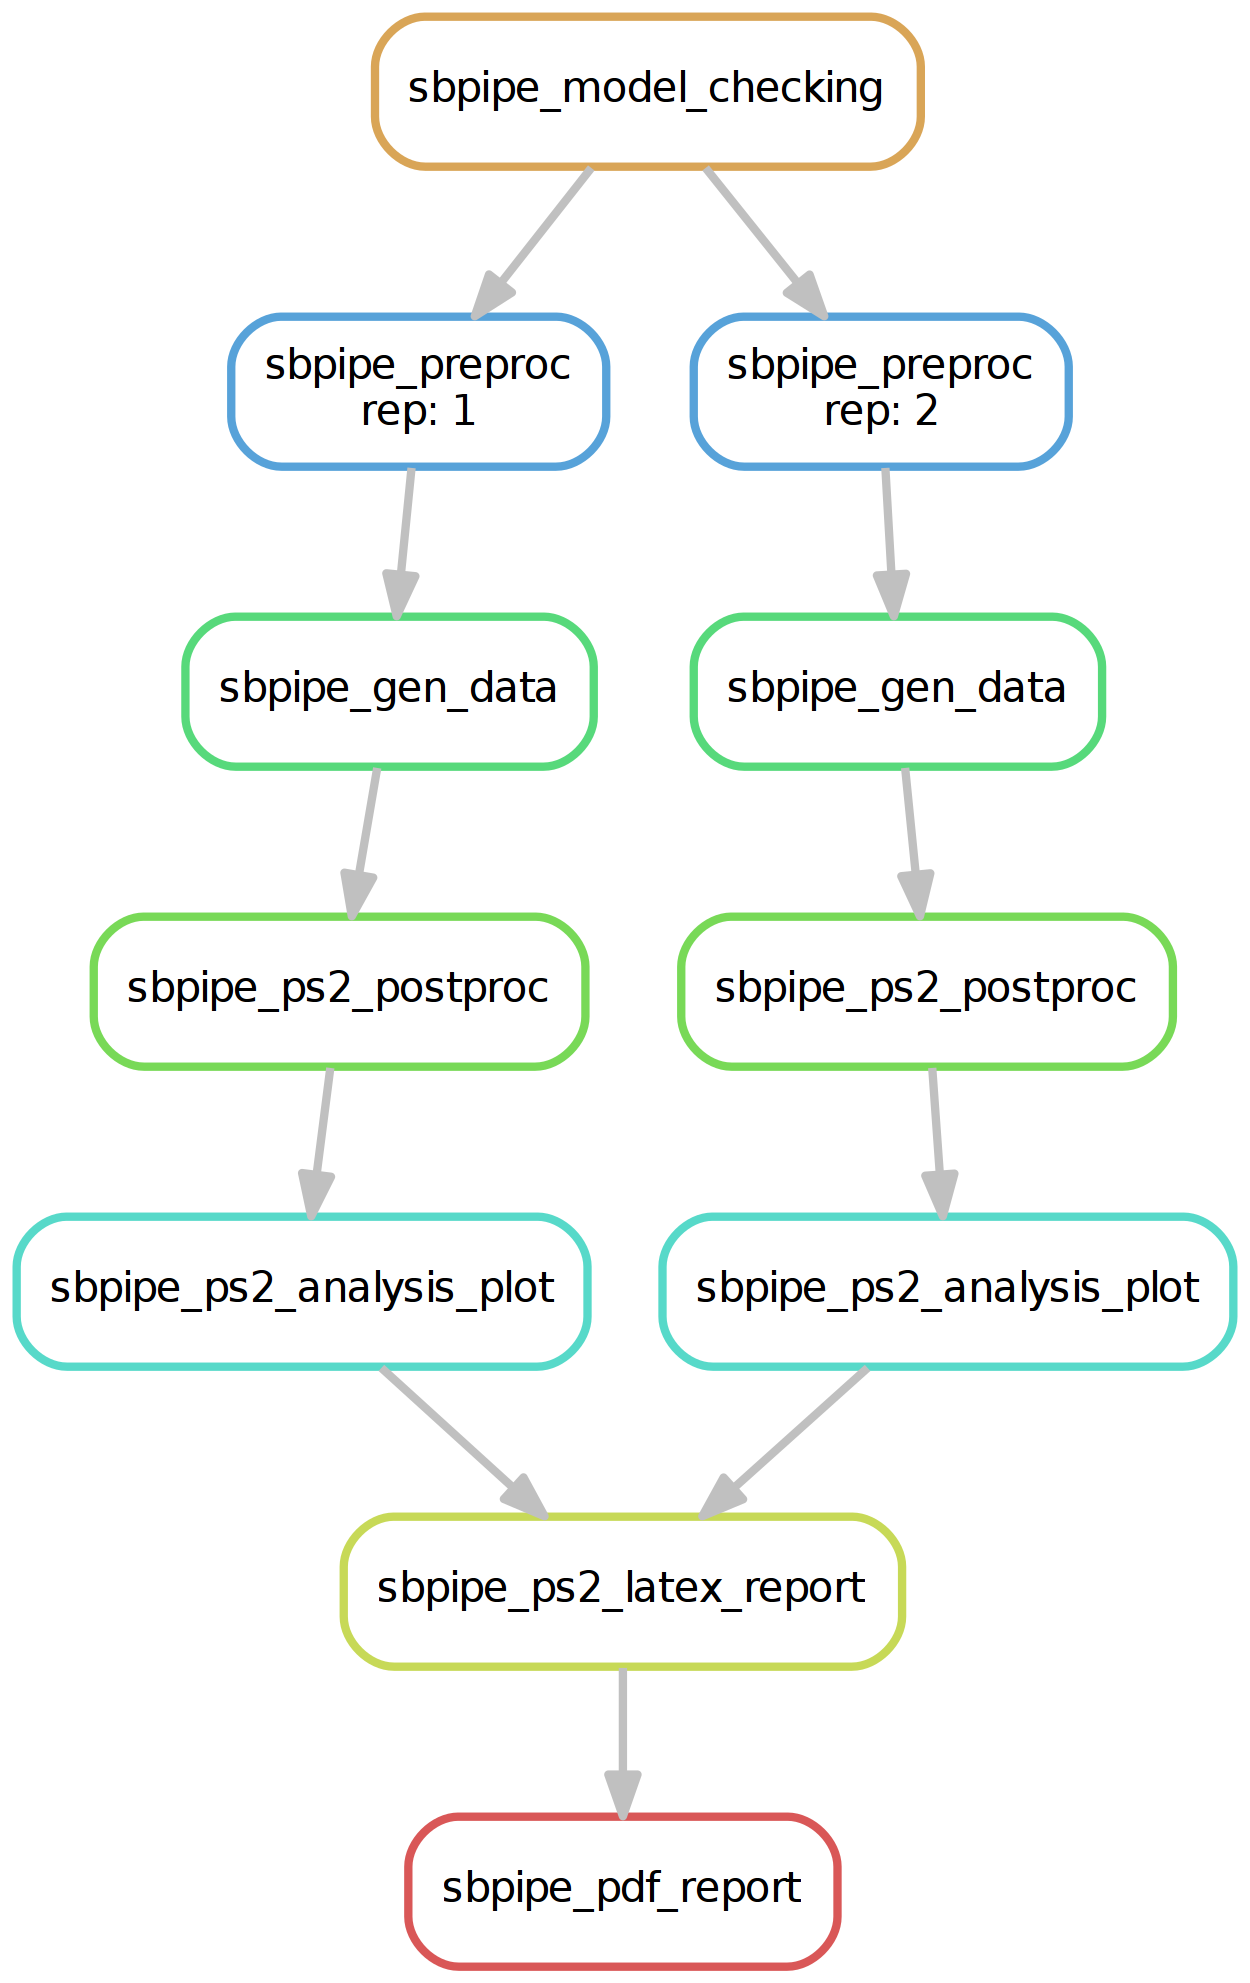 sbpipe_model_checking
sbpipe_preproc
rep: 1
sbpipe_preproc
rep: 2
sbpipe_gen_data
sbpipe_gen_data
sbpipe_ps2_postproc
sbpipe_ps2_postproc
sbpipe_ps2_analysis_plot
sbpipe_ps2_analysis_plot
sbpipe_ps2_latex_report
sbpipe_pdf_report